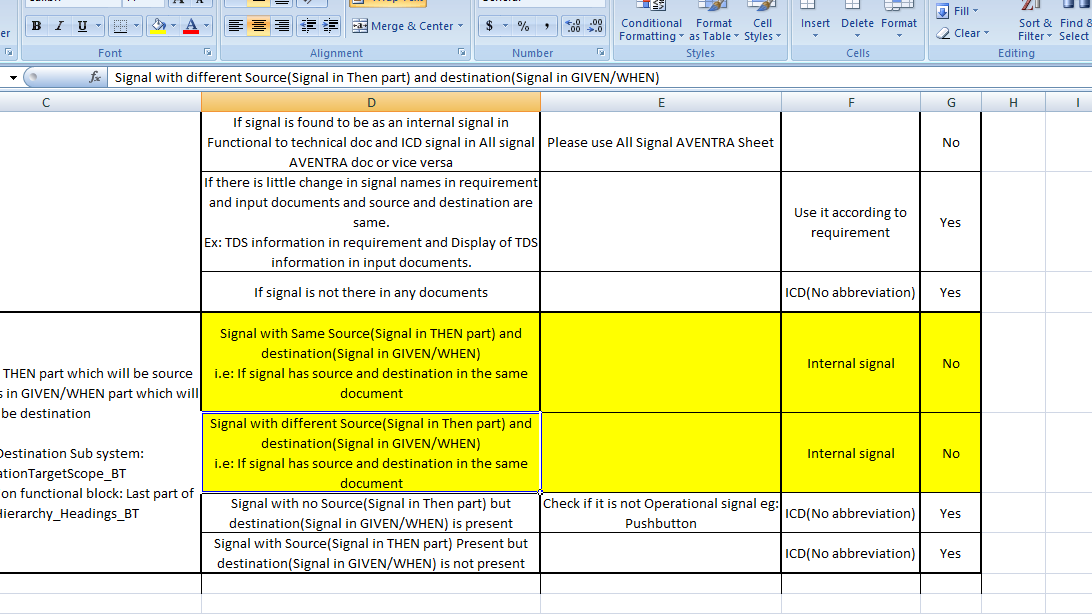 Wrap Text
General
B I U A
Merge & Center
$ % ,
Conditional Formatting
Format as Table
Cell Styles
Insert
Delete
Format
Fill
Clear
Sort & Filter
Find & Select
Font
Alignment
Number
Styles
Cells
Editing
fx Signal with different Source(Signal in Then part) and destination(Signal in GIVEN/WHEN)
C D E F G H I
If signal is found to be as an internal signal in
Functional to technical doc and ICD signal in All signal
AVENTRA doc or vice versa
Please use All Signal AVENTRA Sheet
No
If there is little change in signal names in requirement
and input documents and source and destination are
same.
Ex: TDS information in requirement and Display of TDS
information in input documents.
Use it according to
requirement
Yes
If signal is not there in any documents
ICD(No abbreviation)
Yes
THEN part which will be source
s in GIVEN/WHEN part which will
be destination
Destination Sub system:
ationTargetScope_BT
on functional block: Last part of
Hierarchy_Headings_BT
Signal with Same Source(Signal in THEN part) and
destination(Signal in GIVEN/WHEN)
i.e: If signal has source and destination in the same
document
Internal signal
No
Signal with different Source(Signal in Then part) and
destination(Signal in GIVEN/WHEN)
i.e: If signal has source and destination in the same
document
Internal signal
No
Signal with no Source(Signal in Then part) but
destination(Signal in GIVEN/WHEN) is present
Check if it is not Operational signal eg:
Pushbutton
ICD(No abbreviation)
Yes
Signal with Source(Signal in THEN part) Present but
destination(Signal in GIVEN/WHEN) is not present
ICD(No abbreviation)
Yes